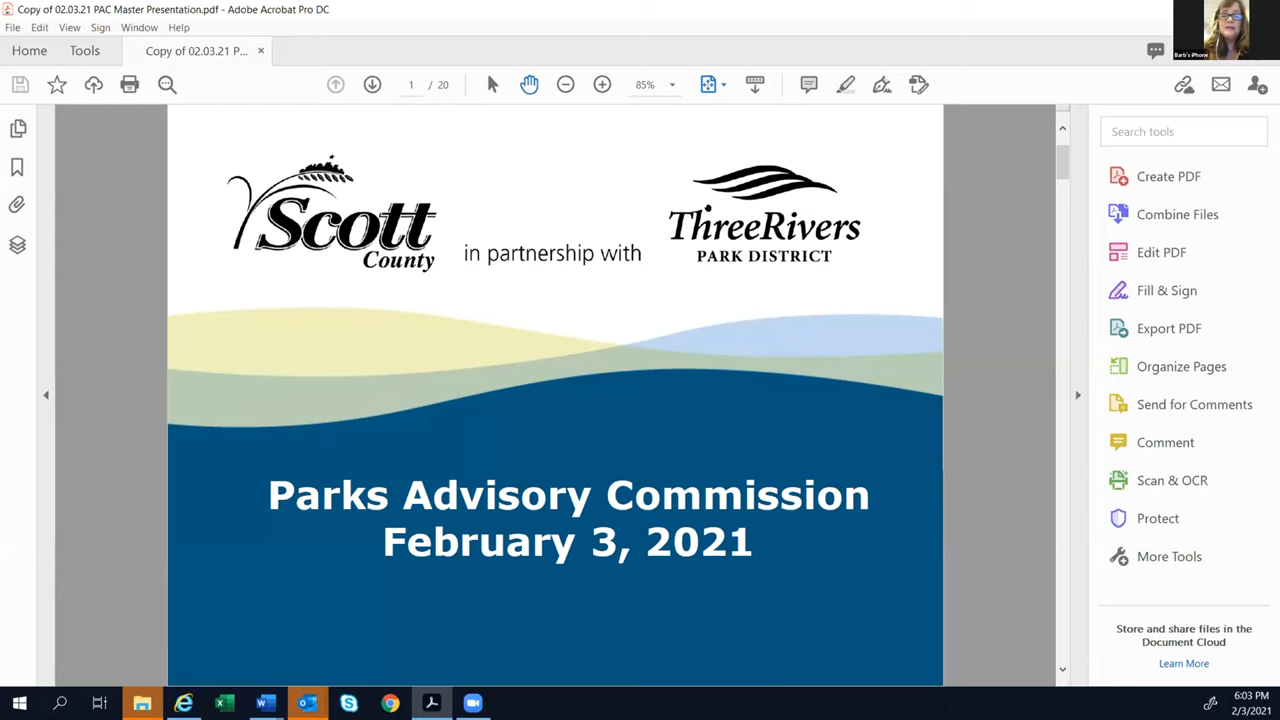 Copy of 02.03.21 PAC Master Presentation.pdf - Adobe Acrobat Pro DC
File Edit View Sign Window Help
Home Tools Copy of 02.03.21 P... ×
Barb's iPhone
1 / 20 85%
Search tools
Create PDF
Combine Files
Edit PDF
Fill & Sign
Export PDF
Organize Pages
Send for Comments
Comment
Scan & OCR
Protect
More Tools
Store and share files in the
Document Cloud
Learn More
Scott
County
in partnership with
ThreeRivers
PARK DISTRICT
Parks Advisory Commission
February 3, 2021
6:03 PM
2/3/2021